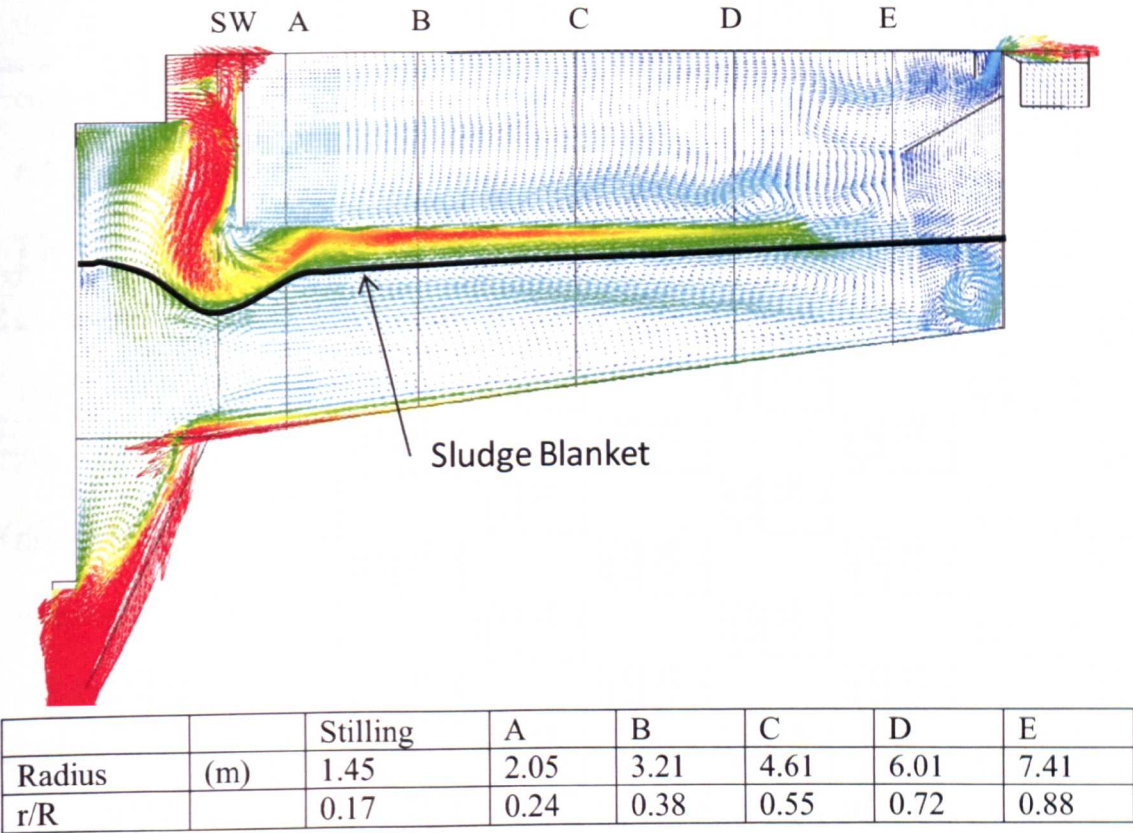 SW A B C D E
Sludge Blanket
Stilling A B C D E
Radius (m) 1.45 2.05 3.21 4.61 6.01 7.41
r/R 0.17 0.24 0.38 0.55 0.72 0.88